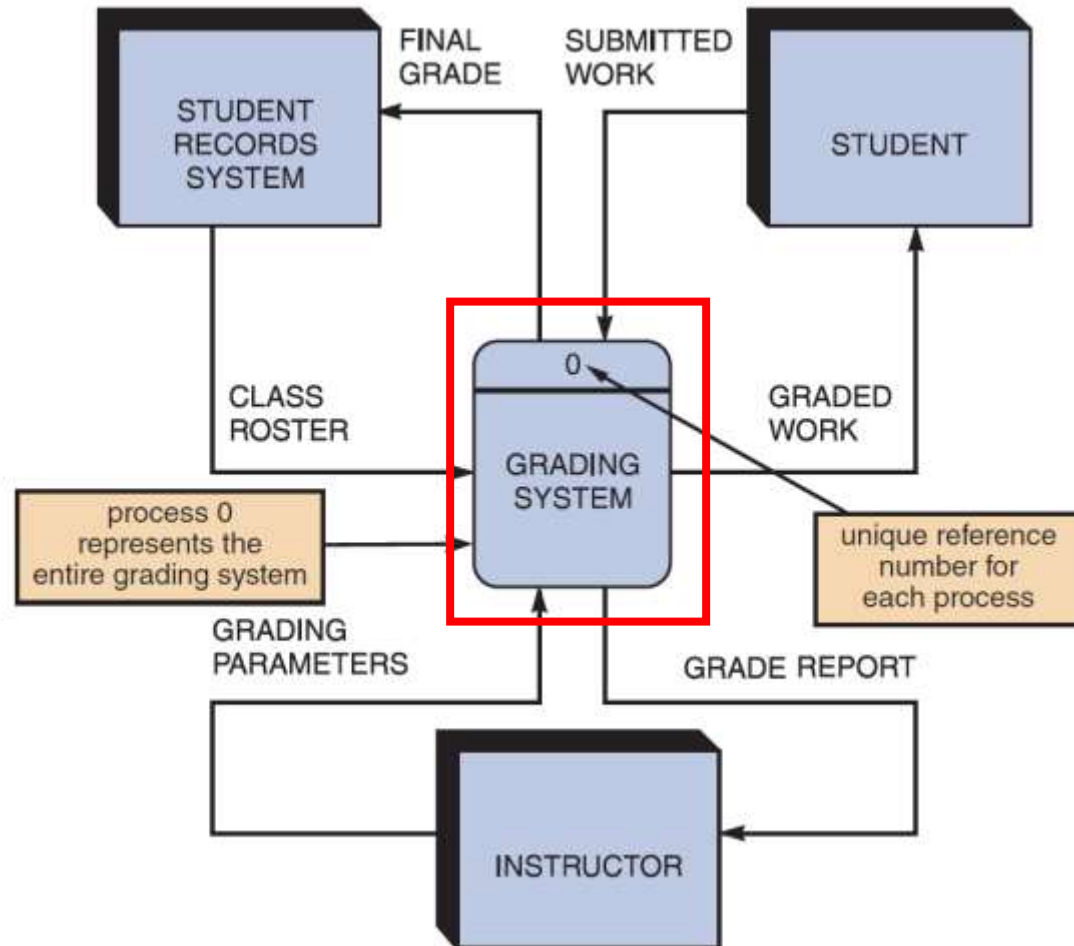 FINAL
GRADE
SUBMITTED
WORK
STUDENT
RECORDS
SYSTEM
STUDENT
0
CLASS
ROSTER
GRADED
WORK
GRADING
SYSTEM
process 0
represents the
entire grading system
unique reference
number for
each process
GRADING
PARAMETERS
GRADE REPORT
INSTRUCTOR